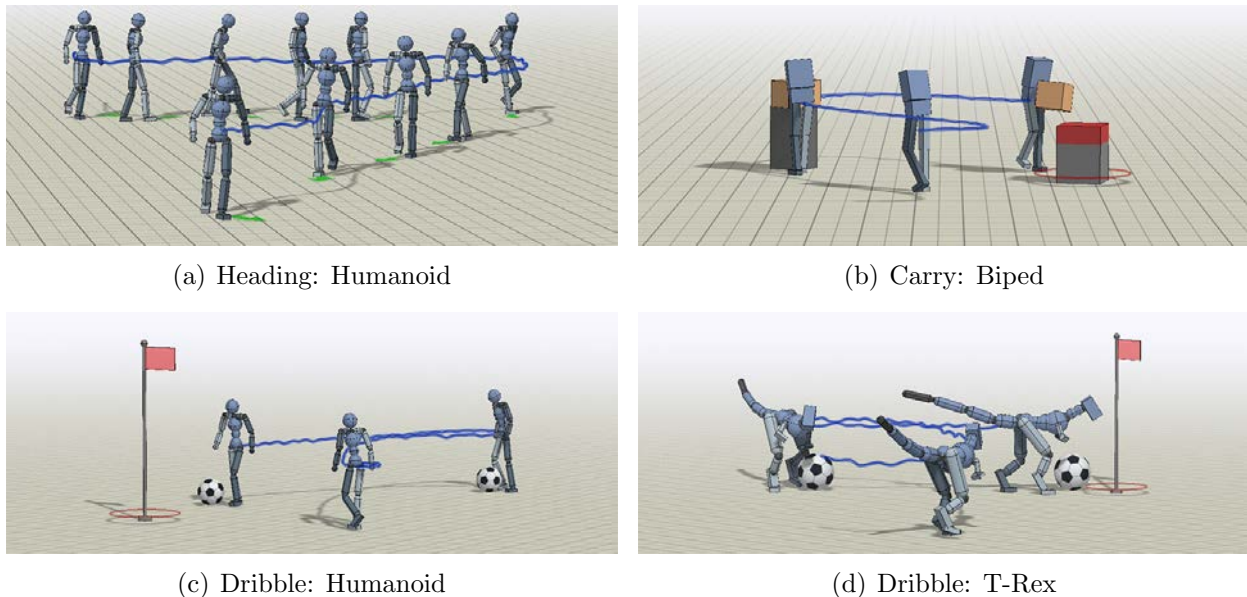 (a) Heading: Humanoid
(b) Carry: Biped
(c) Dribble: Humanoid
(d) Dribble: T-Rex